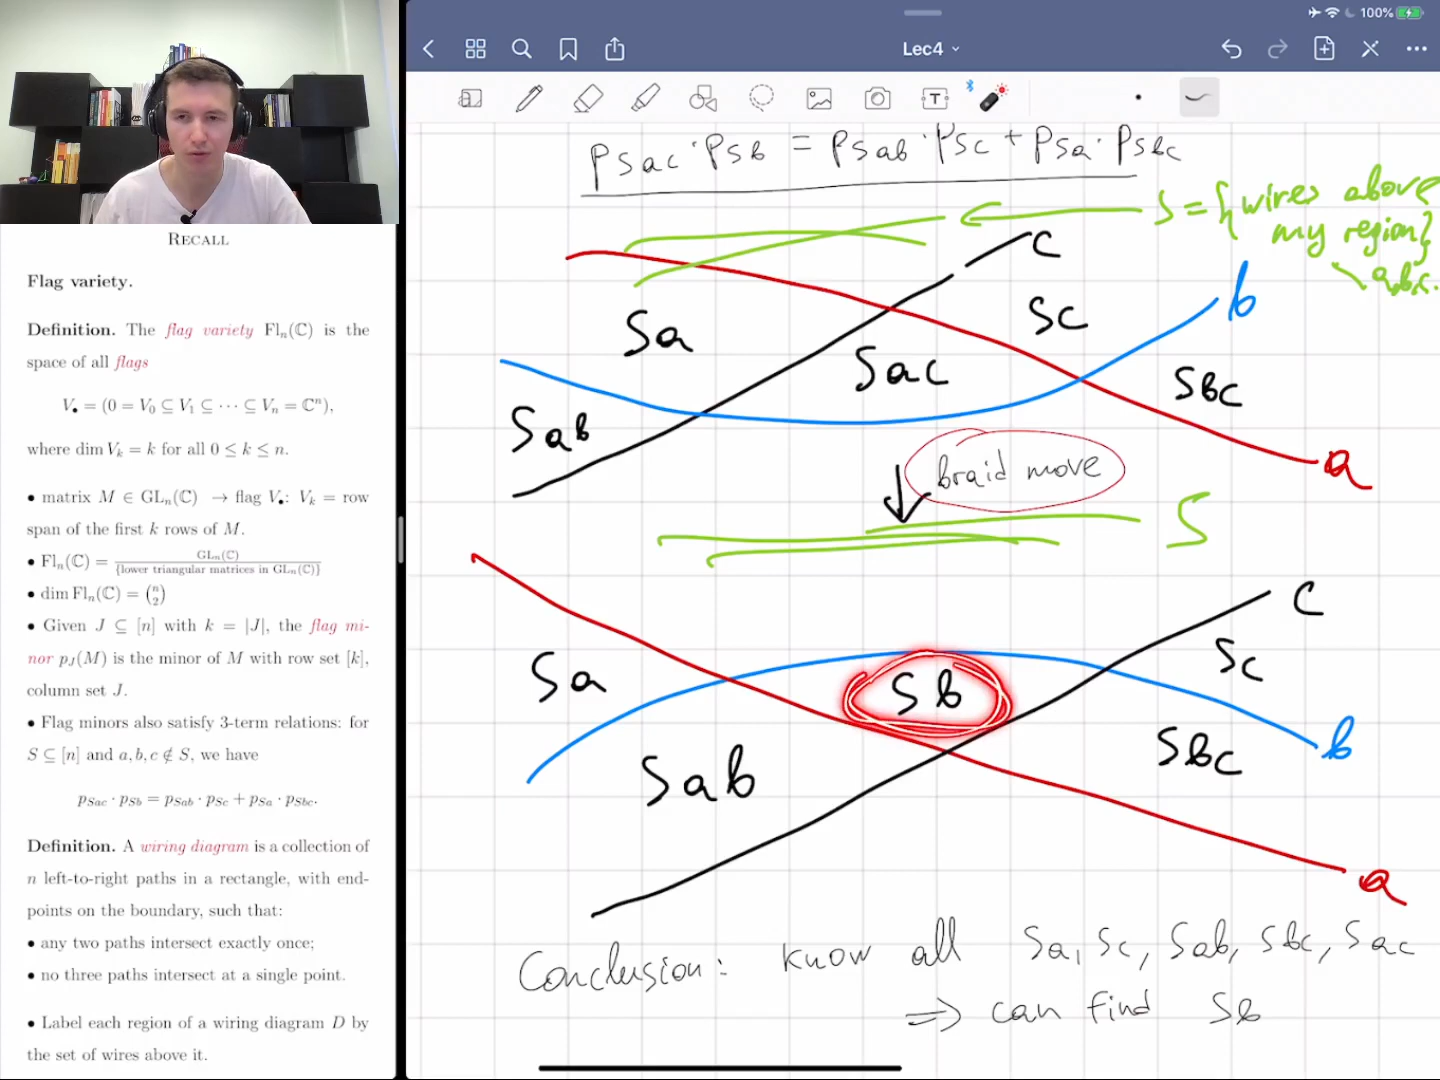 100%
Lec4
RECALL
Flag variety.
Definition. The flag variety Flₙ(ℂ) is the
space of all flags
V• = (0 = V₀ ⊆ V₁ ⊆ ⋯ ⊆ Vₙ = ℂⁿ),
where dim Vₖ = k for all 0 ≤ k ≤ n.
• matrix M ∈ GLₙ(ℂ) → flag V•: Vₖ = row
span of the first k rows of M.
• Flₙ(ℂ) = GLₙ(ℂ) / {lower triangular matrices in GLₙ(ℂ)}
• dim Flₙ(ℂ) = (n 2)
• Given J ⊆ [n] with k = |J|, the flag mi-
nor p_J(M) is the minor of M with row set [k],
column set J.
• Flag minors also satisfy 3-term relations: for
S ⊆ [n] and a, b, c ∉ S, we have
p_Sac · p_Sb = p_Sab · p_Sc + p_Sa · p_Sbc.
Definition. A wiring diagram is a collection of
n left-to-right paths in a rectangle, with end-
points on the boundary, such that:
• any two paths intersect exactly once;
• no three paths intersect at a single point.
• Label each region of a wiring diagram D by
the set of wires above it.
p_Sac · p_Sb = p_Sab · p_Sc + p_Sa · p_Sbc
S = {wires above
my region}
\ a,b,c.
c
b
Sa
Sc
Sac
Sbc
Sab
a
braid move
S
c
Sa
Sb
Sc
b
Sab
Sbc
a
Conclusion: know all Sa, Sc, Sab, Sbc, Sac
⇒ can find Sb